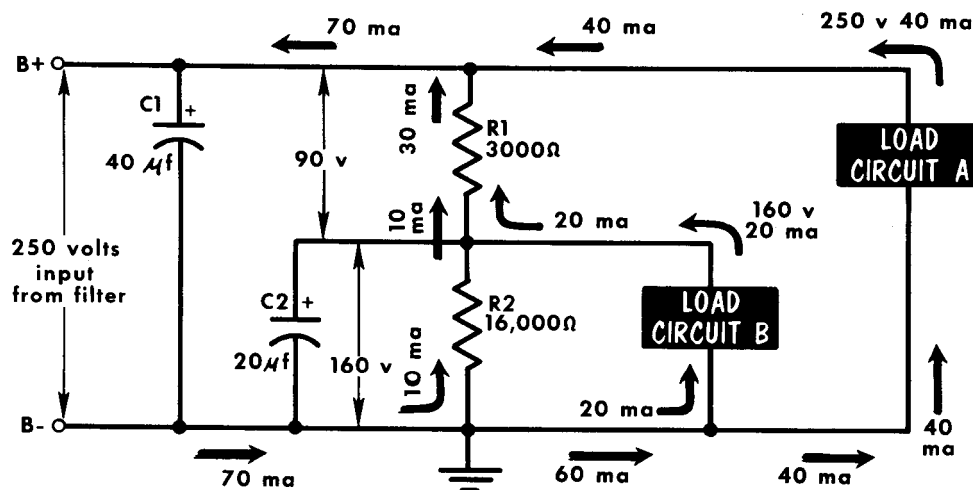 70 ma
40 ma
250 v 40 ma
B+
C1
+
40 μf
90 v
30 ma
R1
3000Ω
LOAD
CIRCUIT A
10 ma
20 ma
160 v
20 ma
250 volts
input
from filter
C2 +
20μf
160 v
R2
16,000Ω
LOAD
CIRCUIT B
10 ma
20 ma
B-
70 ma
60 ma
40 ma
40
ma